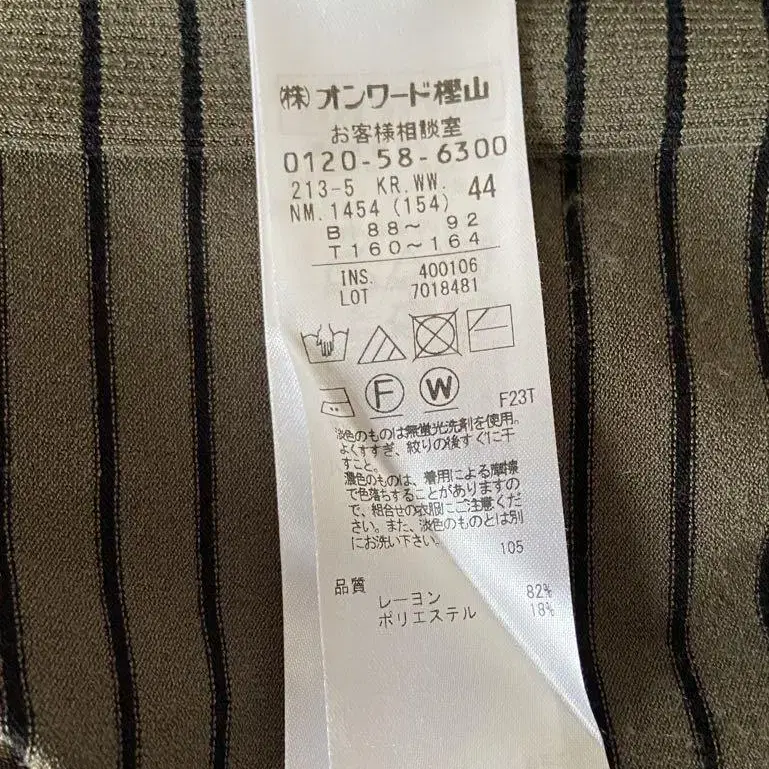 (株)オンワード樫山
お客様相談室
0120-58-6300
213-5 KR.WW. 44
NM.1454 (154)
B 88〜 92
T160〜164
INS. 400106
LOT 7018481
F W
F23T
淡色のものは無蛍光洗剤を使用。
よくすすぎ、絞りの後すぐに干
すこと。
濃色のものは、着用による摩擦
で色落ちすることがありますの
で、組合せの衣服にご注意くだ
さい。また、淡色のものとは別
にお洗い下さい。
105
品質
レーヨン 82%
ポリエステル 18%